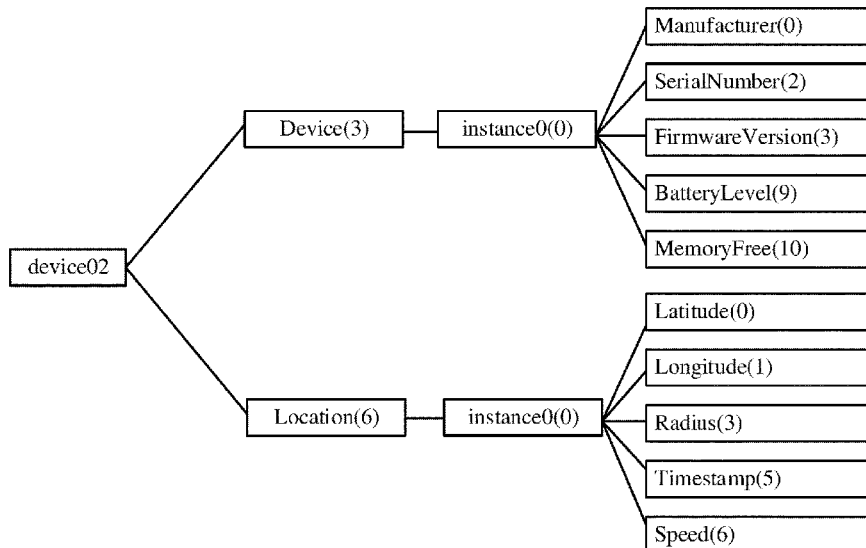 Manufacturer(0)
SerialNumber(2)
Device(3)
instance0(0)
FirmwareVersion(3)
BatteryLevel(9)
MemoryFree(10)
device02
Latitude(0)
Longitude(1)
Location(6)
instance0(0)
Radius(3)
Timestamp(5)
Speed(6)